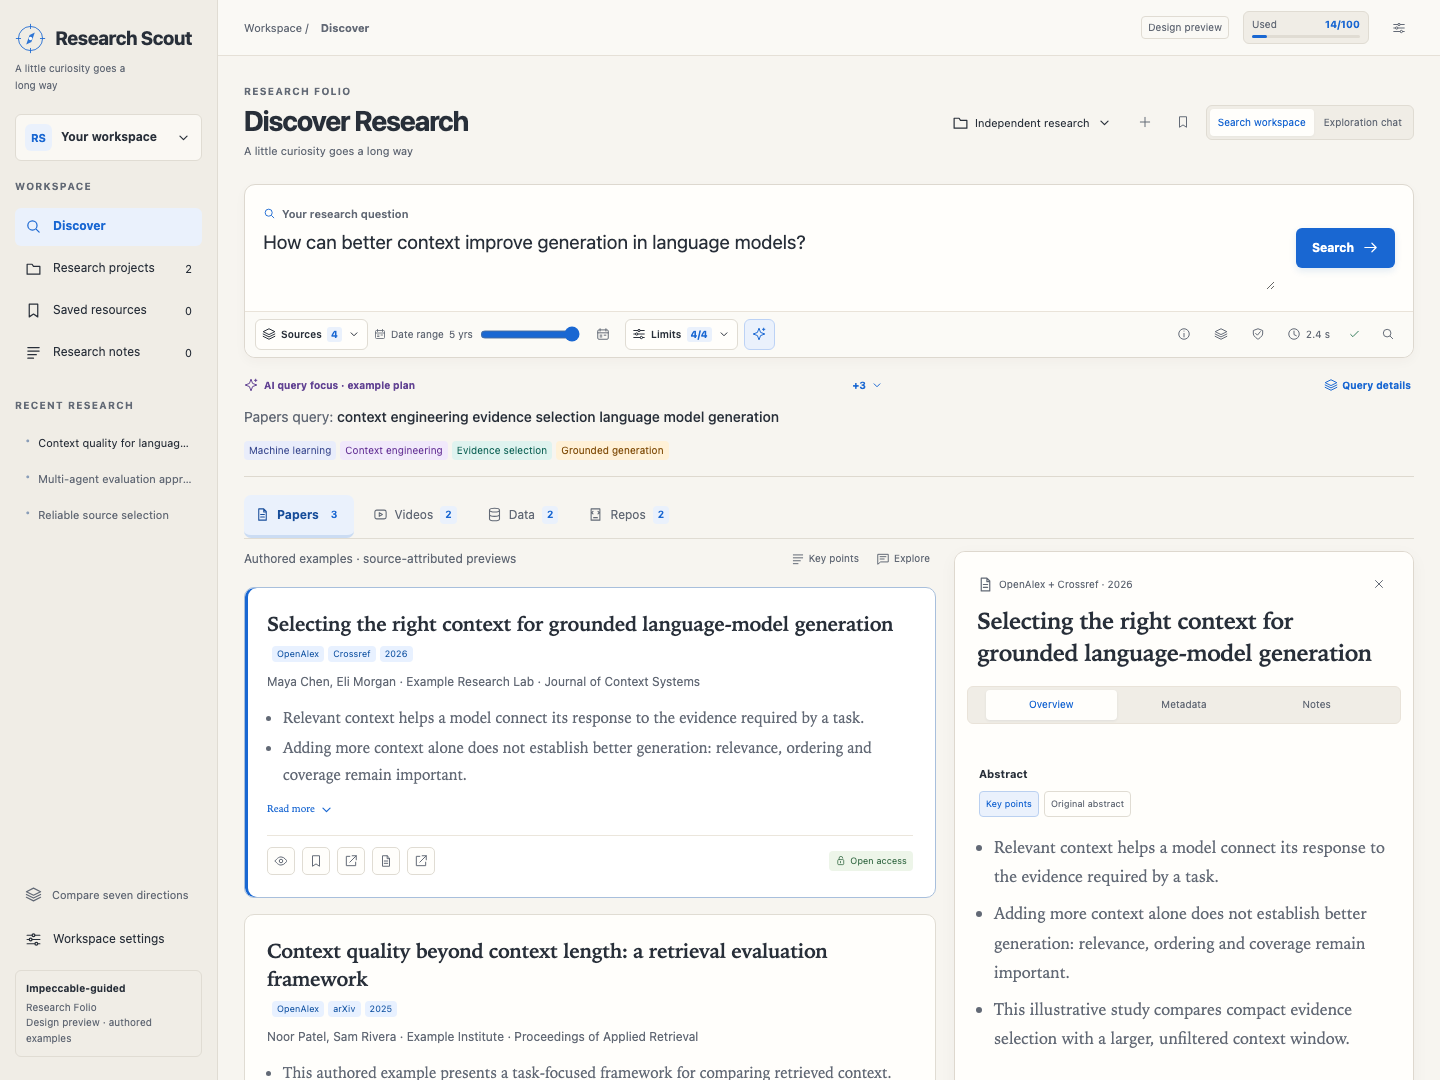 Research Scout
A little curiosity goes a
long way
RS Your workspace
WORKSPACE
Discover
Research projects 2
Saved resources 0
Research notes 0
RECENT RESEARCH
Context quality for languag...
Multi-agent evaluation appr...
Reliable source selection
Compare seven directions
Workspace settings
Impeccable-guided
Research Folio
Design preview · authored
examples
Workspace / Discover
Design preview
Used 14/100
RESEARCH FOLIO
Discover Research
A little curiosity goes a long way
Independent research
Search workspace Exploration chat
Your research question
How can better context improve generation in language models?
Search
Sources 4
Date range 5 yrs
Limits 4/4
2.4 s
AI query focus · example plan
+3
Query details
Papers query: context engineering evidence selection language model generation
Machine learning Context engineering Evidence selection Grounded generation
Papers 3
Videos 2
Data 2
Repos 2
Authored examples · source-attributed previews
Key points Explore
Selecting the right context for grounded language-model generation
OpenAlex Crossref 2026
Maya Chen, Eli Morgan · Example Research Lab · Journal of Context Systems
• Relevant context helps a model connect its response to the evidence required by a task.
• Adding more context alone does not establish better generation: relevance, ordering and
coverage remain important.
Read more
Open access
Context quality beyond context length: a retrieval evaluation
framework
OpenAlex arXiv 2025
Noor Patel, Sam Rivera · Example Institute · Proceedings of Applied Retrieval
• This authored example presents a task-focused framework for comparing retrieved context.
OpenAlex + Crossref · 2026
Selecting the right context for
grounded language-model generation
Overview Metadata Notes
Abstract
Key points Original abstract
• Relevant context helps a model connect its response to
the evidence required by a task.
• Adding more context alone does not establish better
generation: relevance, ordering and coverage remain
important.
• This illustrative study compares compact evidence
selection with a larger, unfiltered context window.